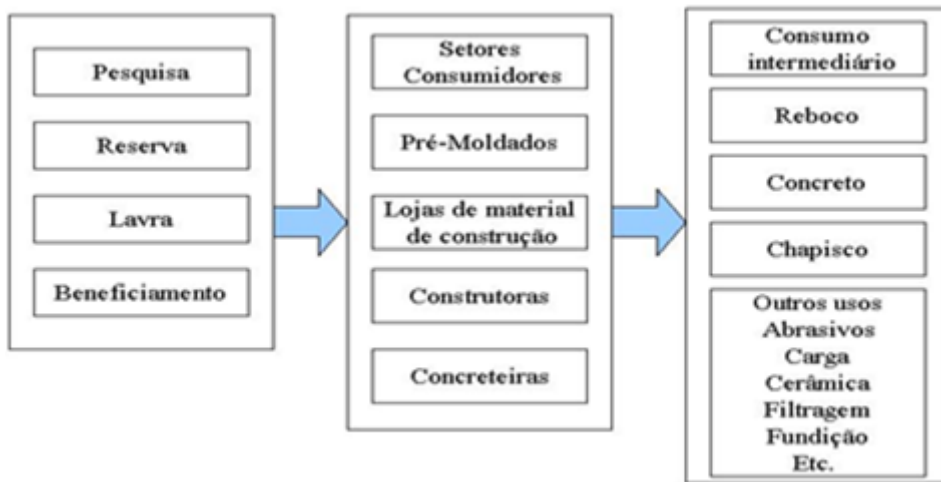 Pesquisa
Reserva
Lavra
Beneficiamento
Setores
Consumidores
Pré-Moldados
Lojas de material
de construção
Construtoras
Concreteiras
Consumo
intermediário
Reboco
Concreto
Chapisco
Outros usos
Abrasivos
Carga
Cerâmica
Filtragem
Fundição
Etc.